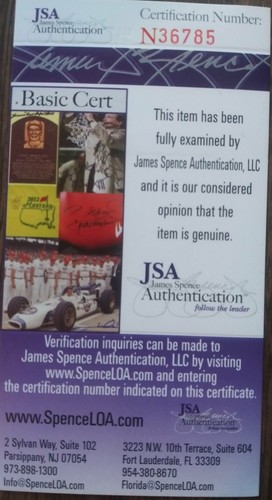 JSA
James Spence
Authentication
Certification Number:
N36785
Basic Cert
2012 Masters
This item has been
fully examined by
James Spence Authentication, LLC
and it is our considered
opinion that the
item is genuine.
JSA
James Spence
Authentication
follow the leader
Verification inquiries can be made to
James Spence Authentication, LLC by visiting
www.SpenceLOA.com and entering
the certification number indicated on this certificate.
www.SpenceLOA.com
JSA
2 Sylvan Way, Suite 102
Parsippany, NJ 07054
973-898-1300
Info@SpenceLOA.com
3223 N.W. 10th Terrace, Suite 604
Fort Lauderdale, FL 33309
954-380-8670
Florida@SpenceLOA.com